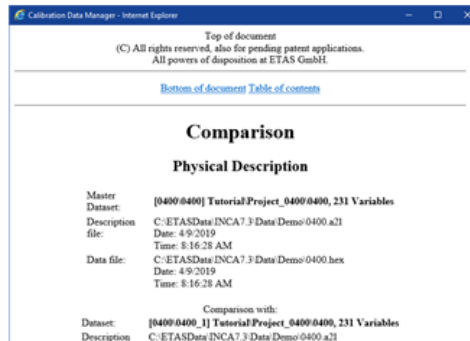 Calibration Data Manager - Internet Explorer
Top of document
(C) All rights reserved, also for pending patent applications.
All powers of disposition at ETAS GmbH.
Bottom of document Table of contents
Comparison
Physical Description
Master Dataset: [0400\0400] Tutorial\Project_0400\0400, 231 Variables
Description file: C:\ETASData\INCA7.3\Data\Demo\0400.a2l
Date: 4/9/2019
Time: 8:16:28 AM
Data file: C:\ETASData\INCA7.3\Data\Demo\0400.hex
Date: 4/9/2019
Time: 8:16:28 AM
Comparison with:
Dataset: [0400\0400_1] Tutorial\Project_0400\0400, 231 Variables
Description C:\ETASData\INCA7.3\Data\Demo\0400.a2l